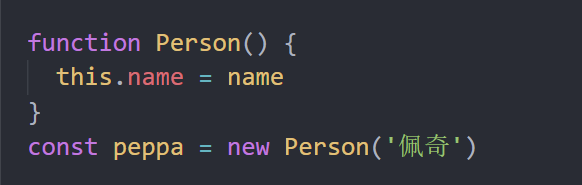 function Person() {
  this.name = name
}
const peppa = new Person('佩奇')